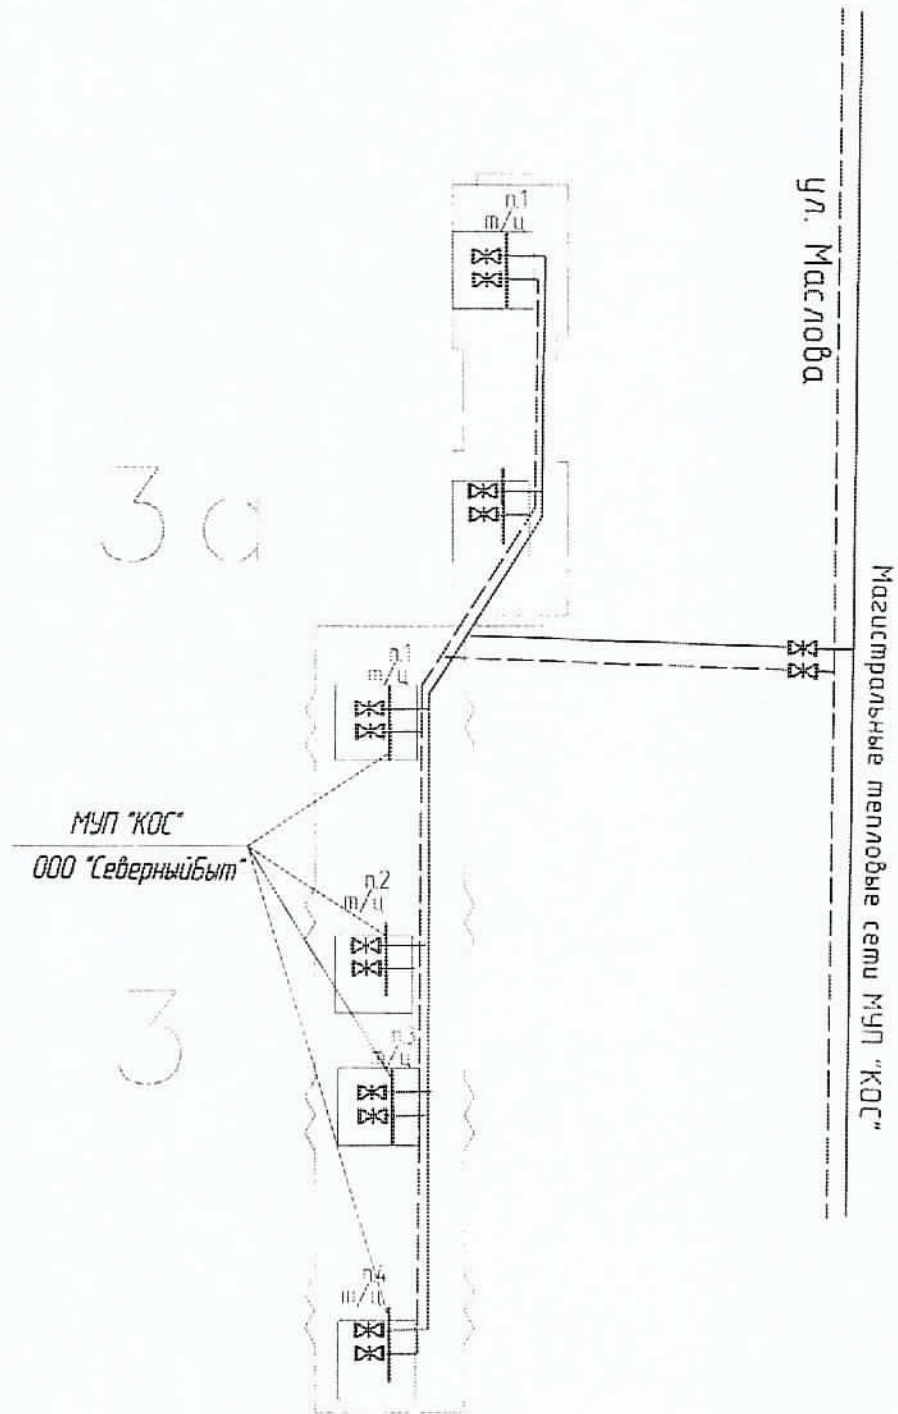 п.1
т/ц
ул. Маслова
3а
Магистральные тепловые сети МУП "КОС"
п.1
т/ц
МУП "КОС"
ООО "СеверныйБыт"
п.2
т/ц
3
п.3
т/ц
п.4
т/ц